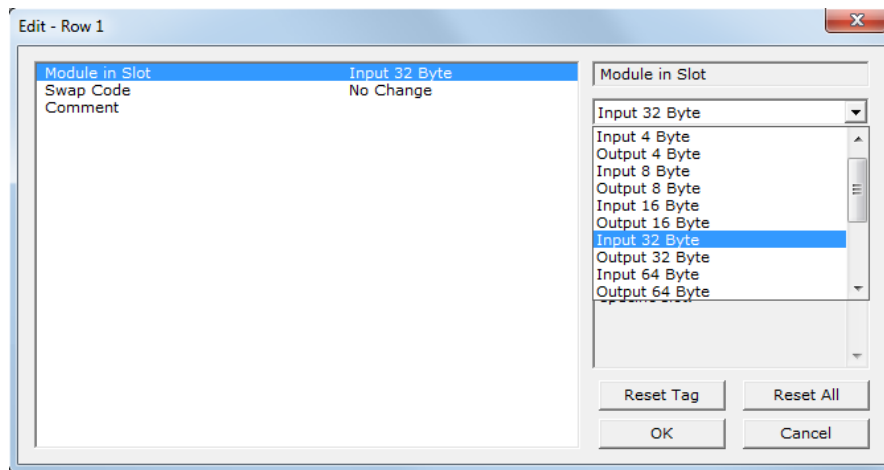 Edit - Row 1
Module in Slot Input 32 Byte
Swap Code No Change
Comment
Module in Slot
Input 32 Byte
Input 4 Byte
Output 4 Byte
Input 8 Byte
Output 8 Byte
Input 16 Byte
Output 16 Byte
Input 32 Byte
Output 32 Byte
Input 64 Byte
Output 64 Byte
Reset Tag Reset All
OK Cancel